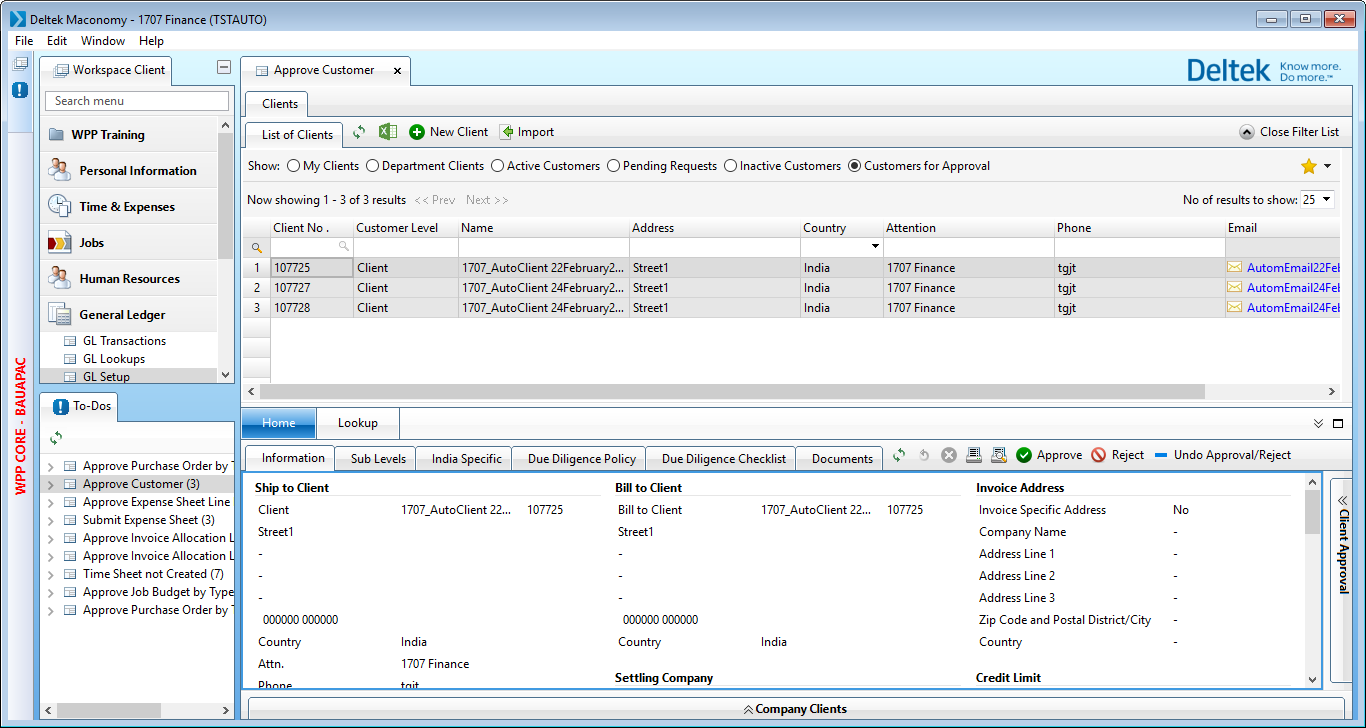 Deltek Maconomy - 1707 Finance (TSTAUTO)
File Edit Window Help
WPP CORE - BAUAPAC
Workspace Client
Search menu
WPP Training
Personal Information
Time & Expenses
Jobs
Human Resources
General Ledger
GL Transactions
GL Lookups
GL Setup
To-Dos
Approve Purchase Order by T
Approve Customer (3)
Approve Expense Sheet Line
Submit Expense Sheet (3)
Approve Invoice Allocation L
Approve Invoice Allocation L
Time Sheet not Created (7)
Approve Job Budget by Type
Approve Purchase Order by T
Approve Customer
Deltek Know more.
Do more.™
Clients
List of Clients New Client Import Close Filter List
Show: My Clients Department Clients Active Customers Pending Requests Inactive Customers Customers for Approval
Now showing 1 - 3 of 3 results << Prev Next >> No of results to show: 25
Client No . Customer Level Name Address Country Attention Phone Email
1 107725 Client 1707_AutoClient 22February2... Street1 India 1707 Finance tgjt AutomEmail22Feb
2 107727 Client 1707_AutoClient 24February2... Street1 India 1707 Finance tgjt AutomEmail24Feb
3 107728 Client 1707_AutoClient 24February2... Street1 India 1707 Finance tgjt AutomEmail24Feb
Home Lookup
Information Sub Levels India Specific Due Diligence Policy Due Diligence Checklist Documents Approve Reject Undo Approval/Reject
Ship to Client Bill to Client Invoice Address
Client 1707_AutoClient 22... 107725 Bill to Client 1707_AutoClient 22... 107725 Invoice Specific Address No
Street1 Street1 Company Name -
- - Address Line 1 -
- - Address Line 2 -
- - Address Line 3 -
000000 000000 000000 000000 Zip Code and Postal District/City -
Country India Country India Country -
Attn. 1707 Finance
Phone tgjt Settling Company Credit Limit
Client Approval
Company Clients